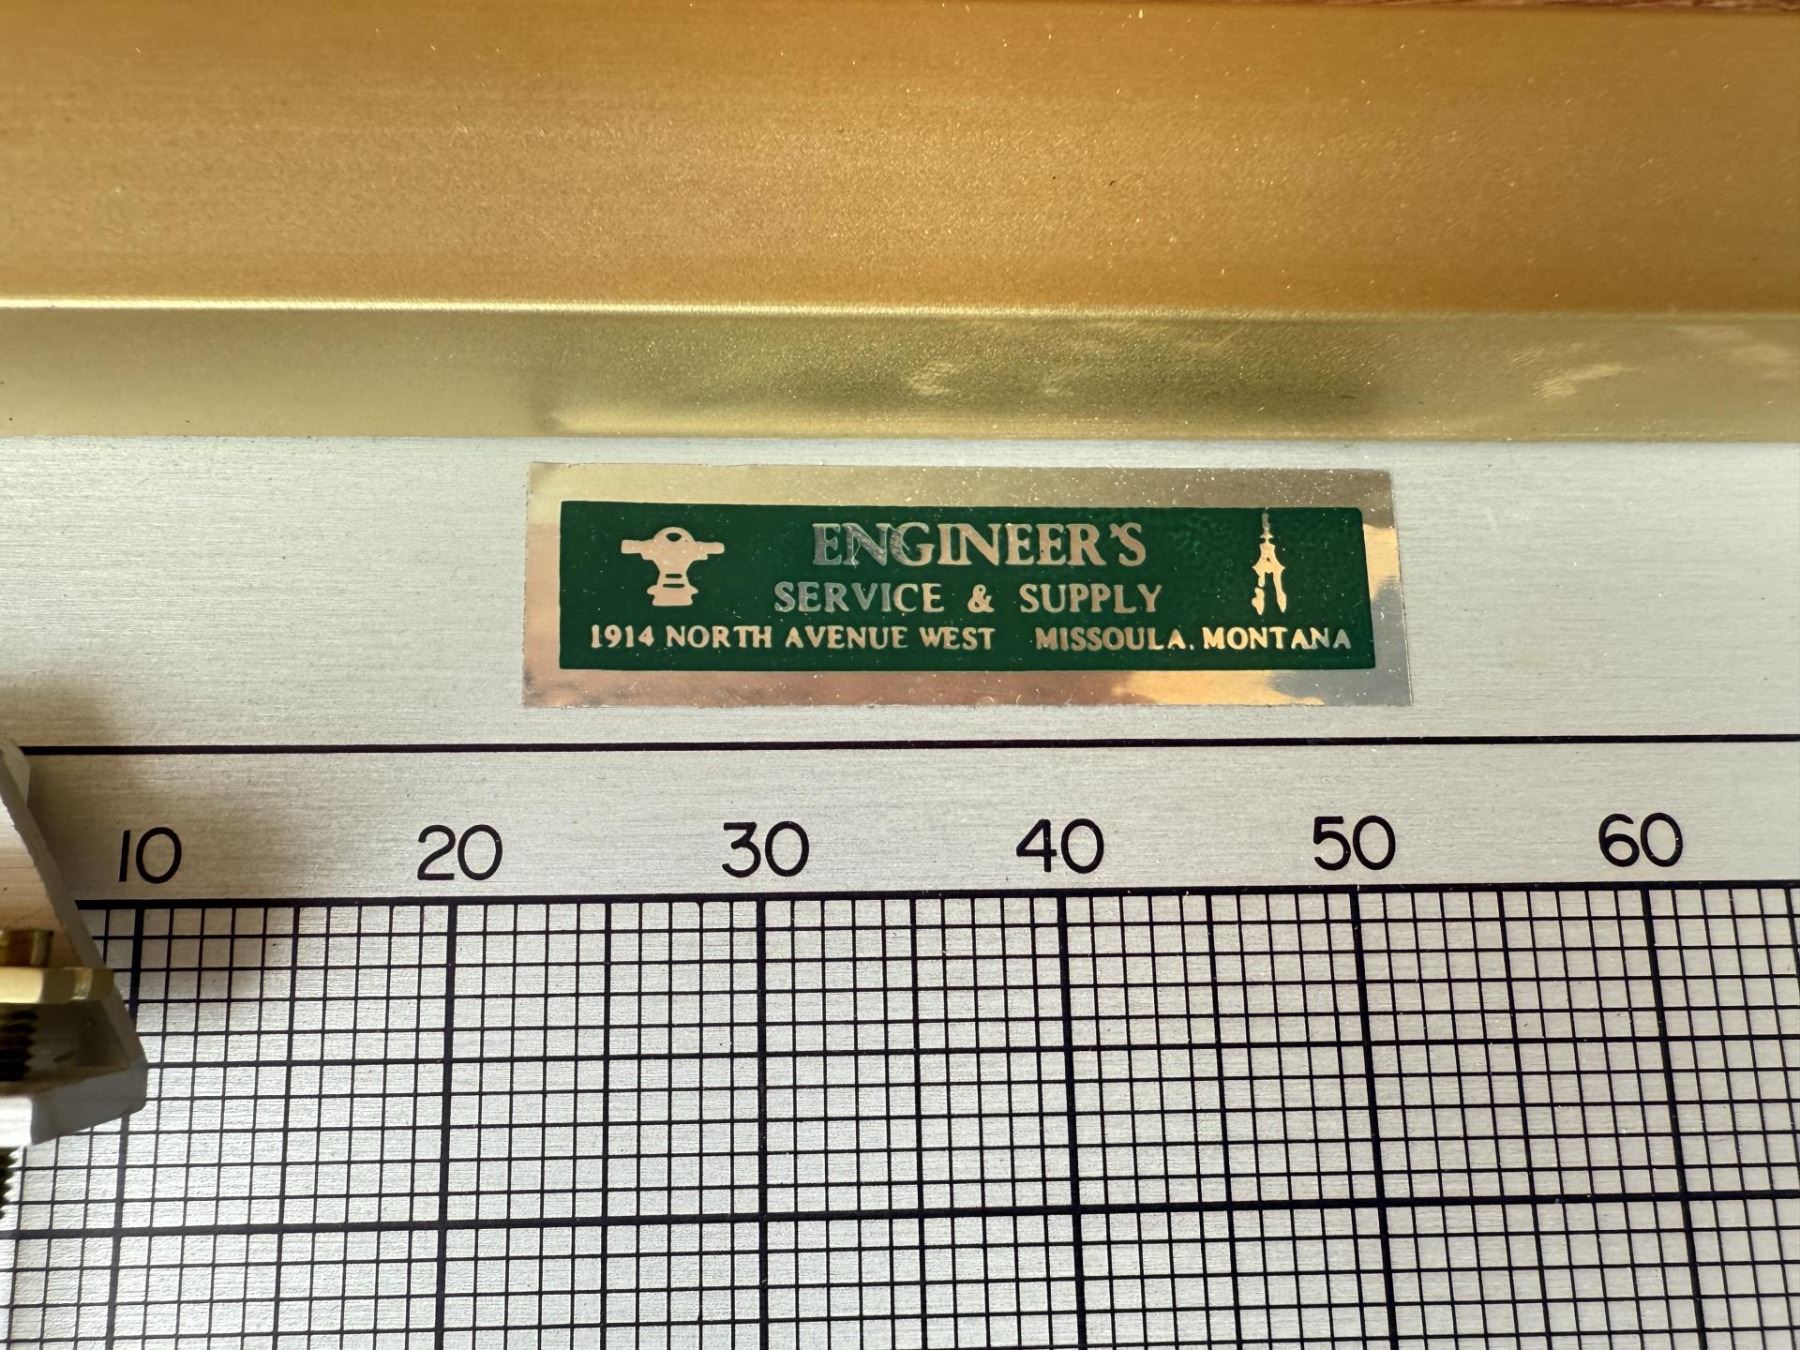 ENGINEER'S
SERVICE & SUPPLY
1914 NORTH AVENUE WEST MISSOULA, MONTANA
10 20 30 40 50 60